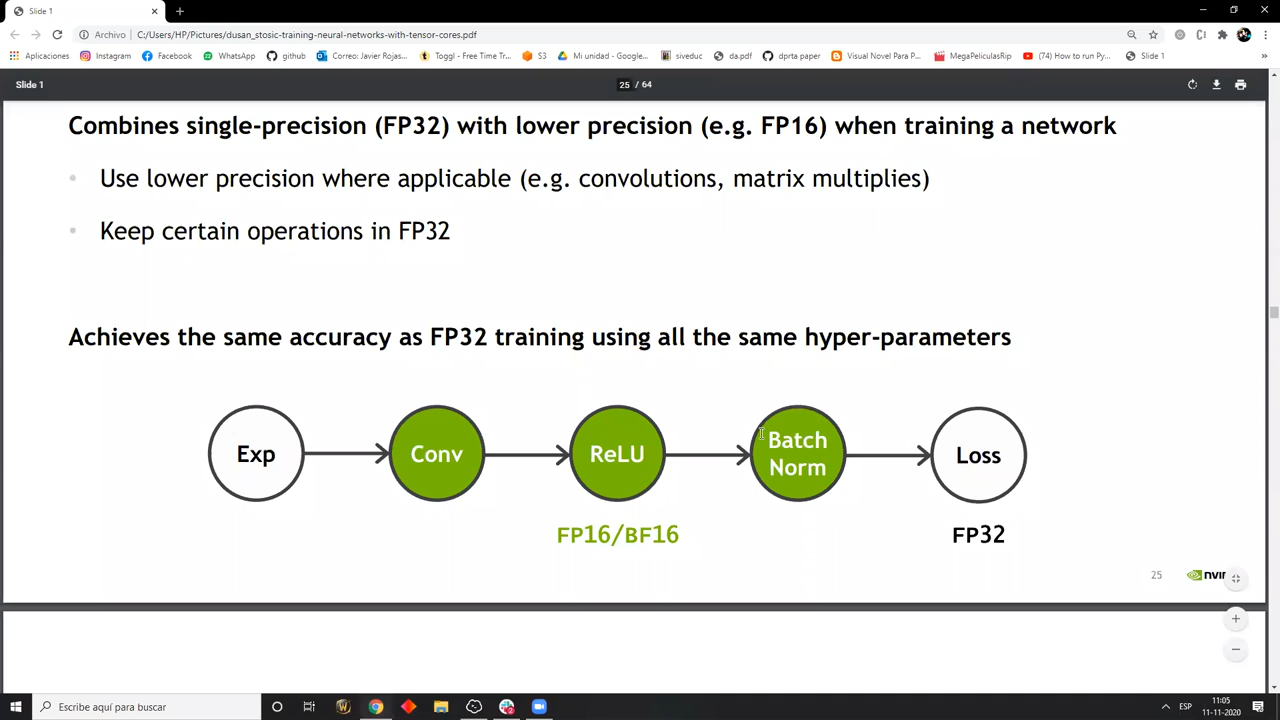 Slide 1
Archivo
C:/Users/HP/Pictures/dusan_stosic-training-neural-networks-with-tensor-cores.pdf
Aplicaciones Instagram Facebook WhatsApp github Correo: Javier Rojas... Toggl - Free Time Tr... S3 Mi unidad - Google... siveduc da.pdf dprta paper Visual Novel Para P... MegaPeliculasRip (74) How to run Py... Slide 1 »
Slide 1
25 / 64
Combines single-precision (FP32) with lower precision (e.g. FP16) when training a network
• Use lower precision where applicable (e.g. convolutions, matrix multiplies)
• Keep certain operations in FP32
Achieves the same accuracy as FP32 training using all the same hyper-parameters
Exp
Conv
ReLU
Batch
Norm
Loss
FP16/BF16
FP32
25
Escribe aquí para buscar
ESP
11:05
11-11-2020